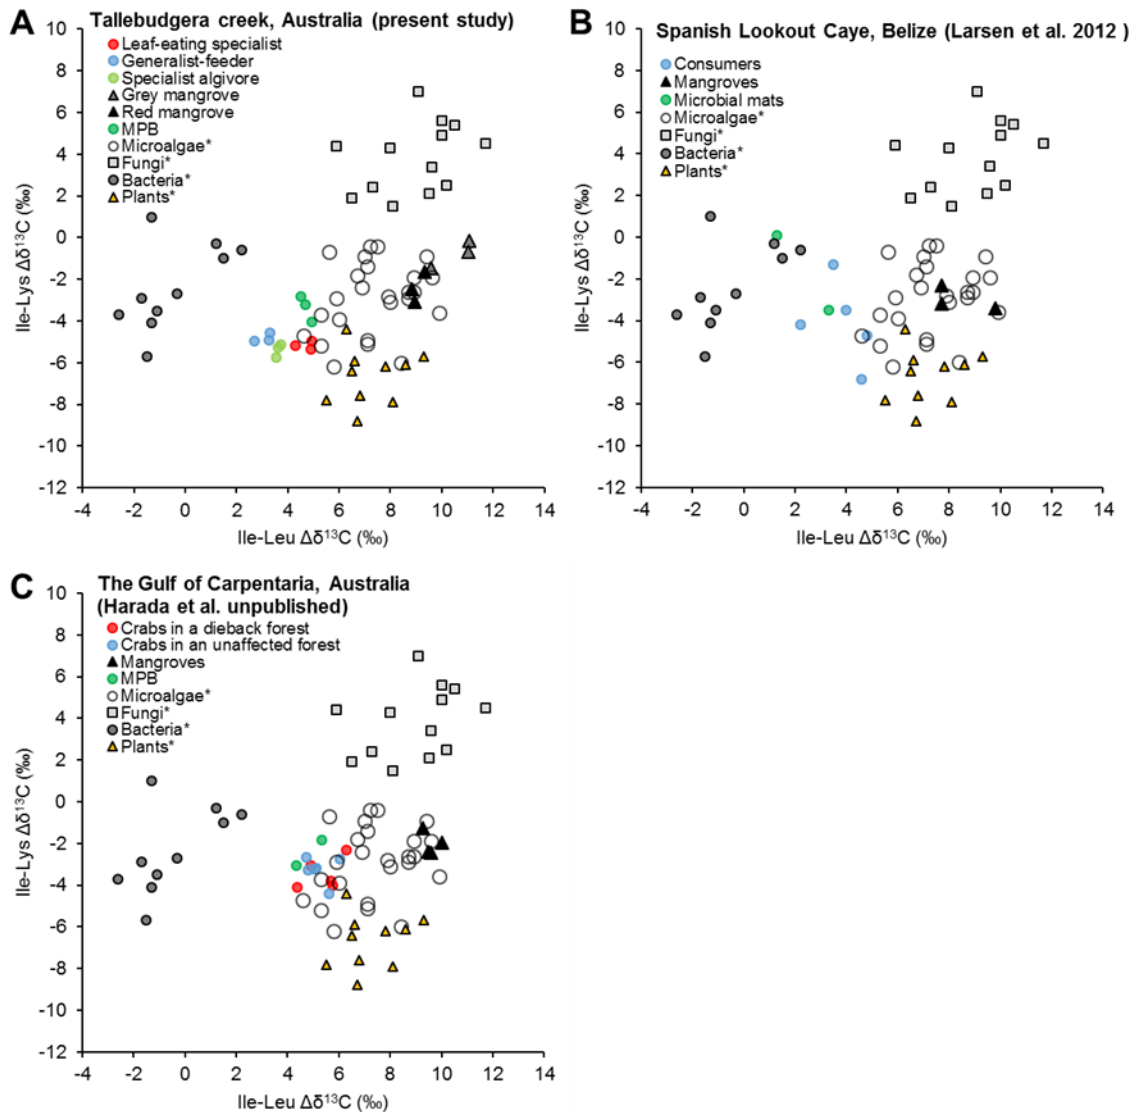 A
Tallebudgera creek, Australia (present study)
Leaf-eating specialist
Generalist-feeder
Specialist algivore
Grey mangrove
Red mangrove
MPB
Microalgae*
Fungi*
Bacteria*
Plants*
10
8
6
4
2
0
-2
-4
-6
-8
-10
-12
Ile-Lys Δδ¹³C (‰)
-4 -2 0 2 4 6 8 10 12 14
Ile-Leu Δδ¹³C (‰)
B
Spanish Lookout Caye, Belize (Larsen et al. 2012 )
Consumers
Mangroves
Microbial mats
Microalgae*
Fungi*
Bacteria*
Plants*
10
8
6
4
2
0
-2
-4
-6
-8
-10
-12
Ile-Lys Δδ¹³C (‰)
-4 -2 0 2 4 6 8 10 12 14
Ile-Leu Δδ¹³C (‰)
C
The Gulf of Carpentaria, Australia
(Harada et al. unpublished)
Crabs in a dieback forest
Crabs in an unaffected forest
Mangroves
MPB
Microalgae*
Fungi*
Bacteria*
Plants*
10
8
6
4
2
0
-2
-4
-6
-8
-10
-12
Ile-Lys Δδ¹³C (‰)
-4 -2 0 2 4 6 8 10 12 14
Ile-Leu Δδ¹³C (‰)